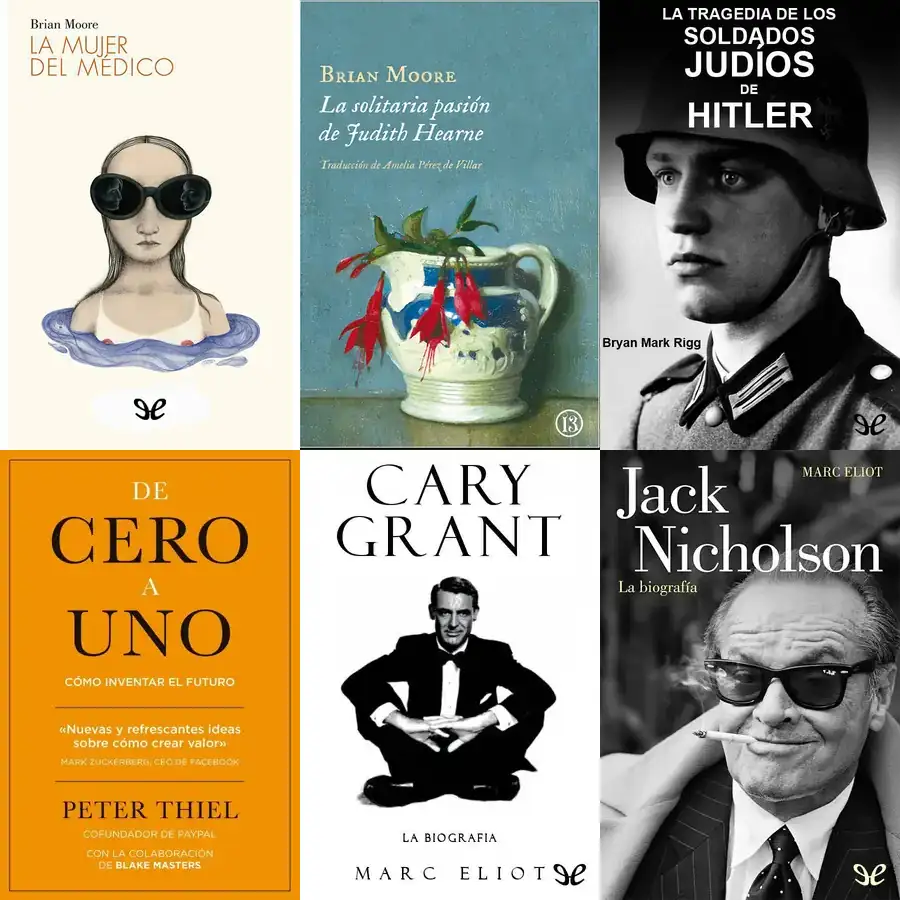 Brian Moore
LA MUJER
DEL MÉDICO
BRIAN MOORE
La solitaria pasión
de Judith Hearne
Traducción de Amelia Pérez de Villar
13
LA TRAGEDIA DE LOS
SOLDADOS
JUDÍOS
DE
HITLER
Bryan Mark Rigg
DE
CERO
A
UNO
CÓMO INVENTAR EL FUTURO
«Nuevas y refrescantes ideas
sobre cómo crear valor»
MARK ZUCKERBERG, CEO DE FACEBOOK
PETER THIEL
COFUNDADOR DE PAYPAL
CON LA COLABORACIÓN
DE BLAKE MASTERS
CARY
GRANT
LA BIOGRAFIA
MARC ELIOT
MARC ELIOT
Jack
Nicholson
La biografía